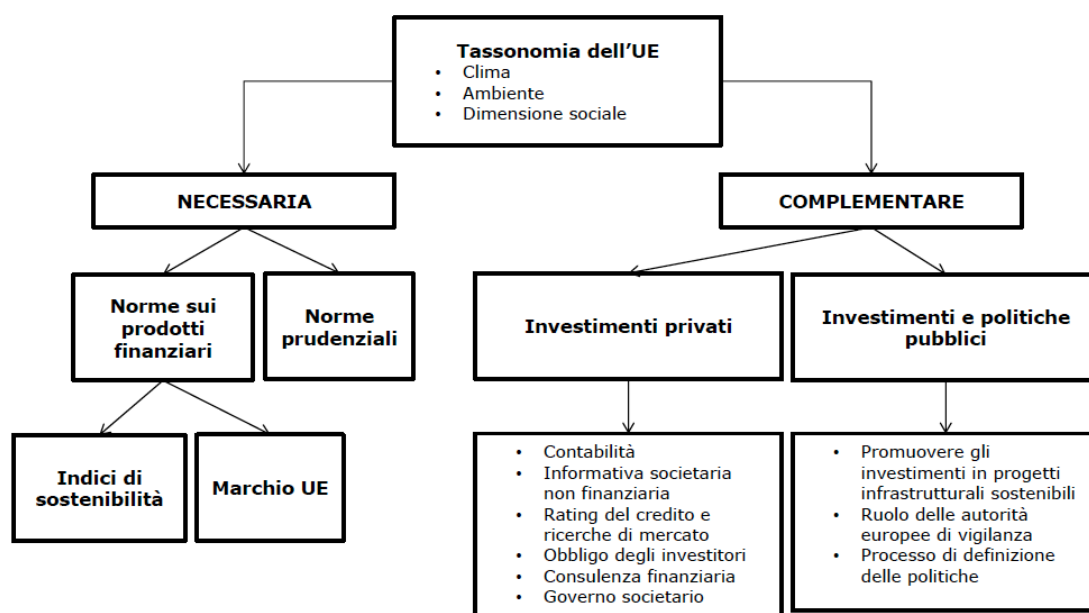 Tassonomia dell'UE
• Clima
• Ambiente
• Dimensione sociale
NECESSARIA
COMPLEMENTARE
Norme sui
prodotti
finanziari
Norme
prudenziali
Investimenti privati
Investimenti e politiche
pubblici
Indici di
sostenibilità
Marchio UE
• Contabilità
• Informativa societaria
non finanziaria
• Rating del credito e
ricerche di mercato
• Obbligo degli investitori
• Consulenza finanziaria
• Governo societario
• Promuovere gli
investimenti in progetti
infrastrutturali sostenibili
• Ruolo delle autorità
europee di vigilanza
• Processo di definizione
delle politiche